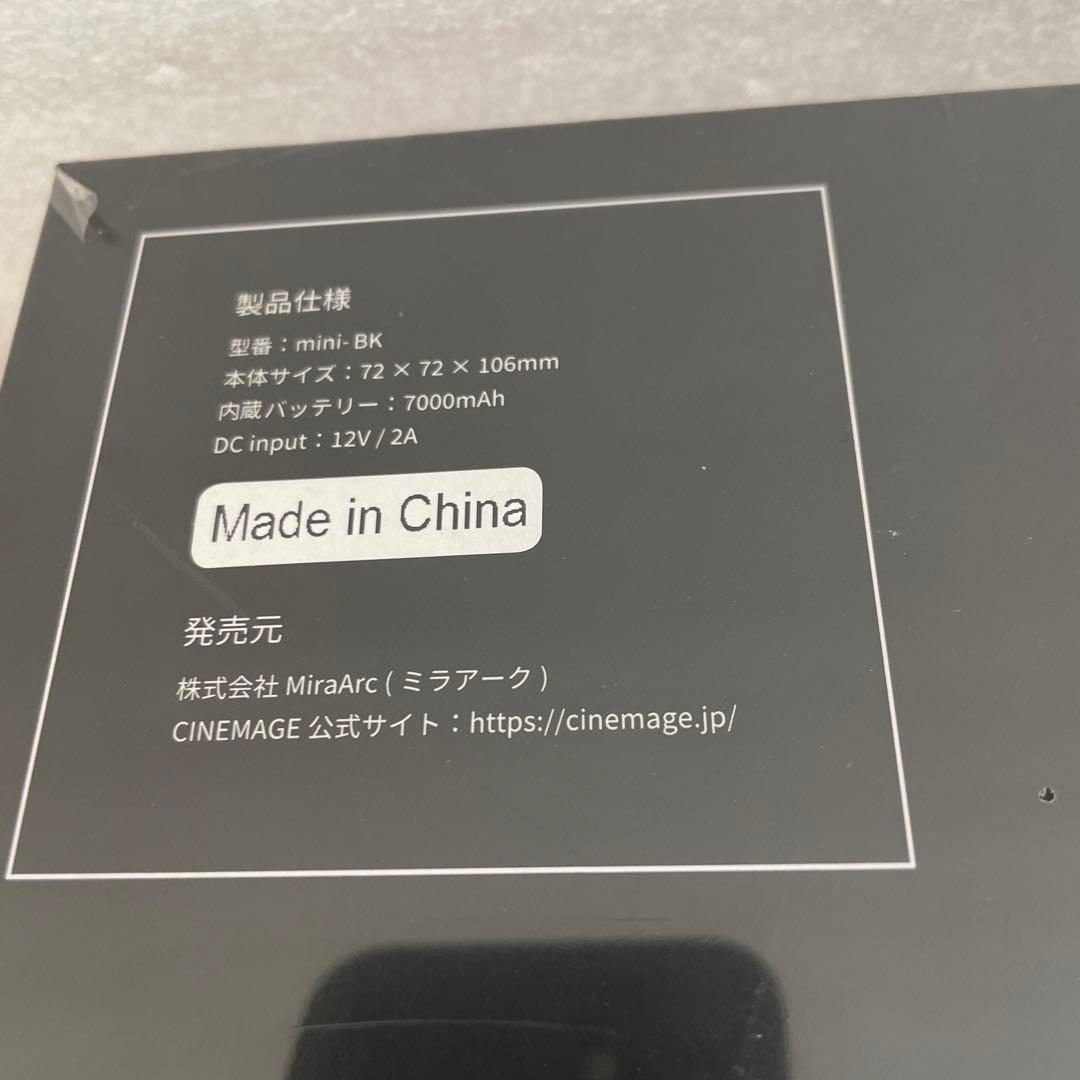 製品仕様
型番：mini-BK
本体サイズ：72 × 72 × 106mm
内蔵バッテリー：7000mAh
DC input：12V / 2A
Made in China
発売元
株式会社 MiraArc ( ミラアーク )
CINEMAGE 公式サイト：https://cinemage.jp/